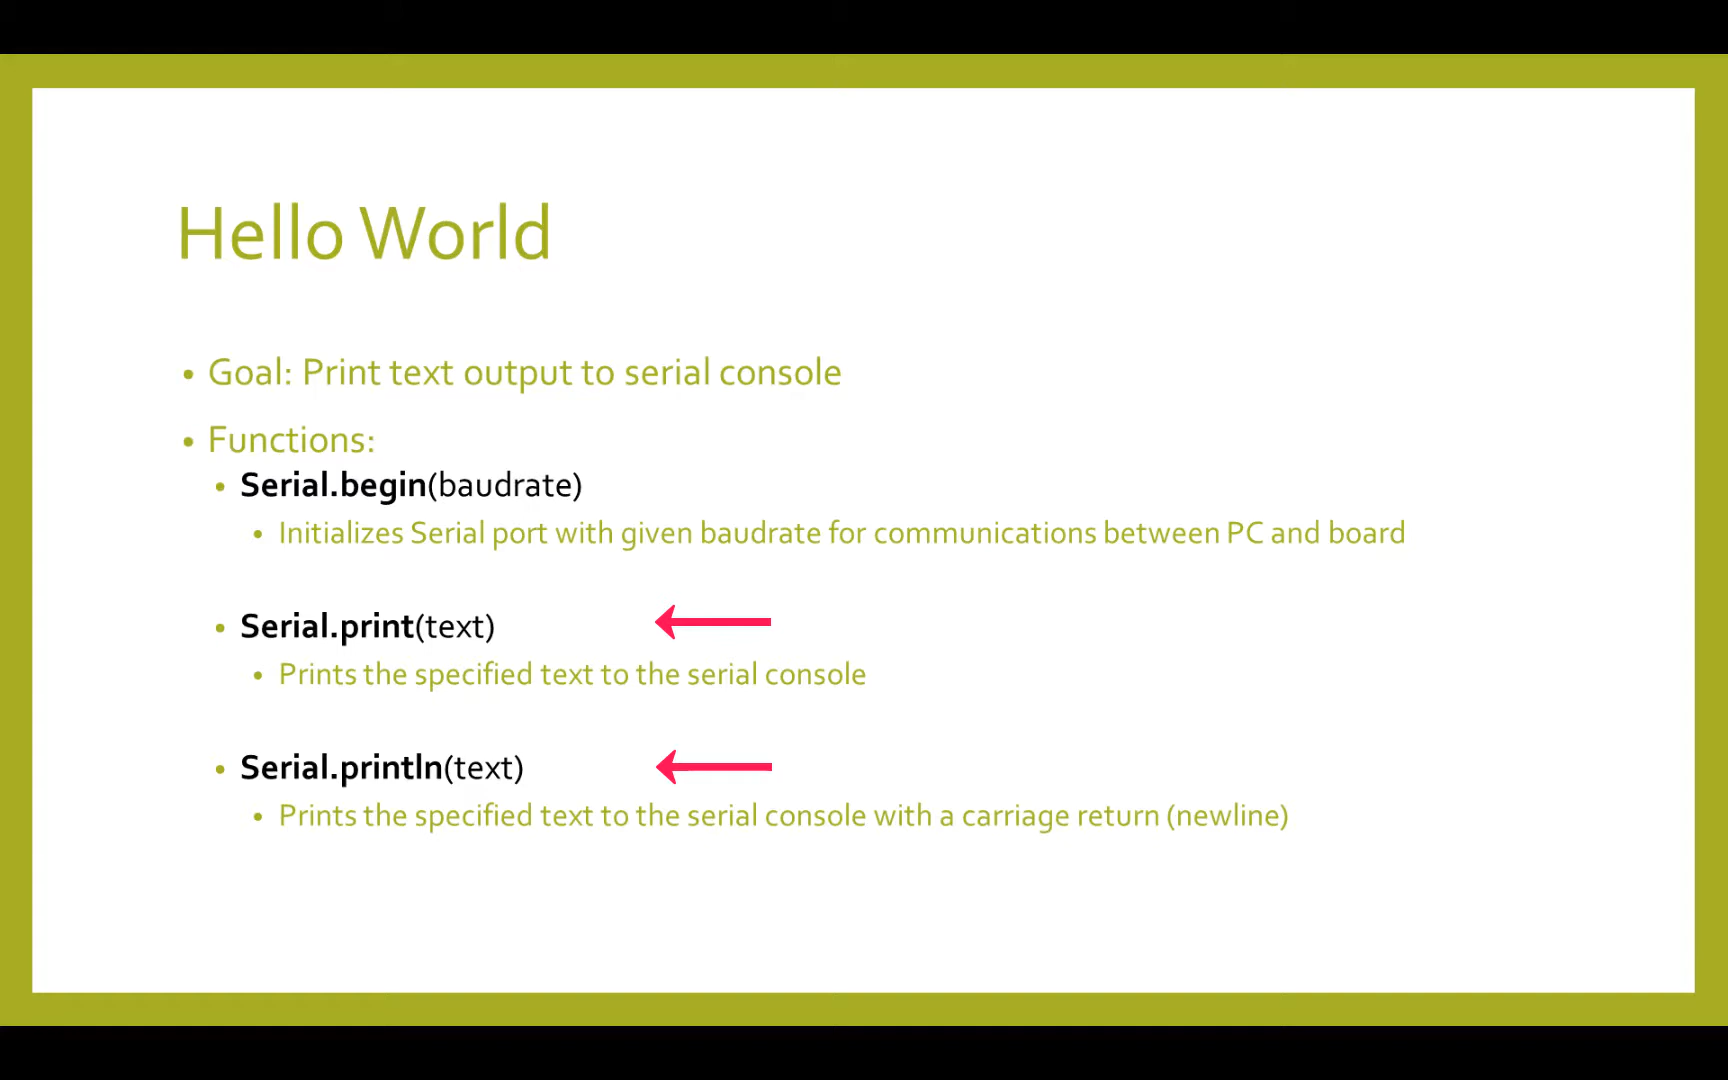 Hello World
• Goal: Print text output to serial console
• Functions:
• Serial.begin(baudrate)
• Initializes Serial port with given baudrate for communications between PC and board
• Serial.print(text)
• Prints the specified text to the serial console
• Serial.println(text)
• Prints the specified text to the serial console with a carriage return (newline)